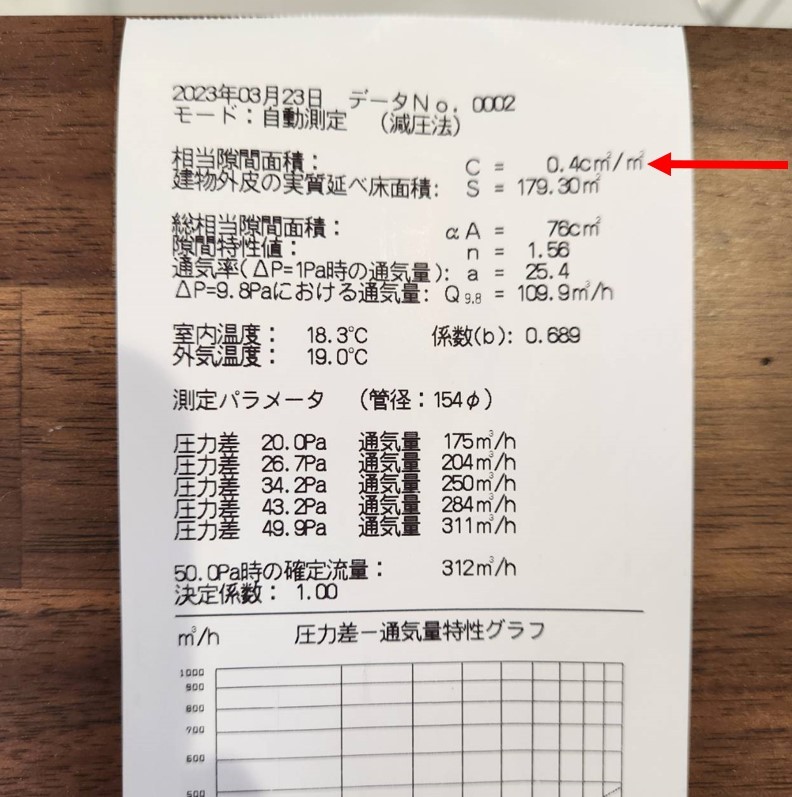 2023年03月23日 データNo. 0002
モード：自動測定 （減圧法）
相当隙間面積： C = 0.4c㎡/㎡
建物外皮の実質延べ床面積： S = 179.30㎡
総相当隙間面積： αA = 76c㎡
隙間特性値： n = 1.56
通気率(ΔP=1Pa時の通気量)： a = 25.4
ΔP=9.8Paにおける通気量： Q9.8 = 109.9㎥/h
室内温度： 18.3℃ 係数(b)： 0.689
外気温度： 19.0℃
測定パラメータ （管径：154φ）
圧力差 20.0Pa 通気量 175㎥/h
圧力差 26.7Pa 通気量 204㎥/h
圧力差 34.2Pa 通気量 250㎥/h
圧力差 43.2Pa 通気量 284㎥/h
圧力差 49.9Pa 通気量 311㎥/h
50.0Pa時の確定流量： 312㎥/h
決定係数： 1.00
㎥/h 圧力差－通気量特性グラフ
1000
900
800
700
600
500